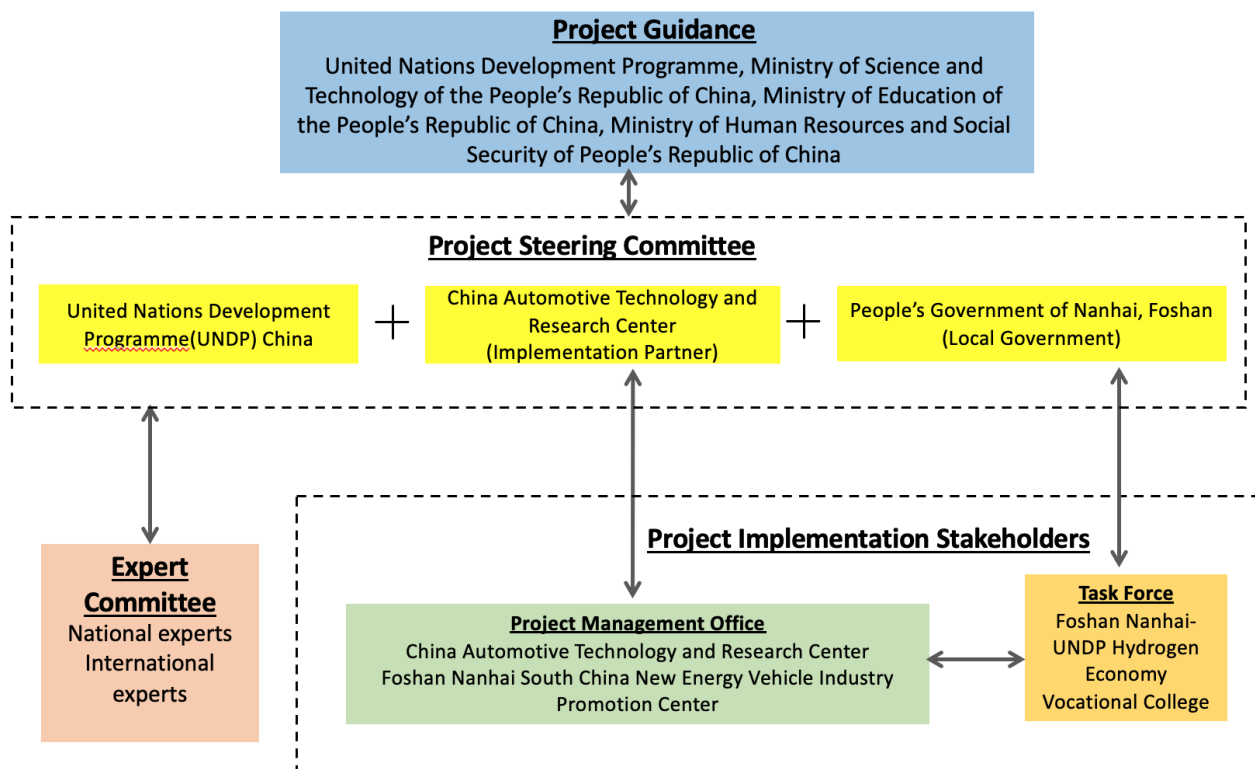 Project Guidance
United Nations Development Programme, Ministry of Science and
Technology of the People’s Republic of China, Ministry of Education of
the People’s Republic of China, Ministry of Human Resources and Social
Security of People’s Republic of China
Project Steering Committee
United Nations Development
Programme(UNDP) China
+
China Automotive Technology and
Research Center
(Implementation Partner)
+
People’s Government of Nanhai, Foshan
(Local Government)
Expert
Committee
National experts
International
experts
Project Implementation Stakeholders
Project Management Office
China Automotive Technology and Research Center
Foshan Nanhai South China New Energy Vehicle Industry
Promotion Center
Task Force
Foshan Nanhai-
UNDP Hydrogen
Economy
Vocational College